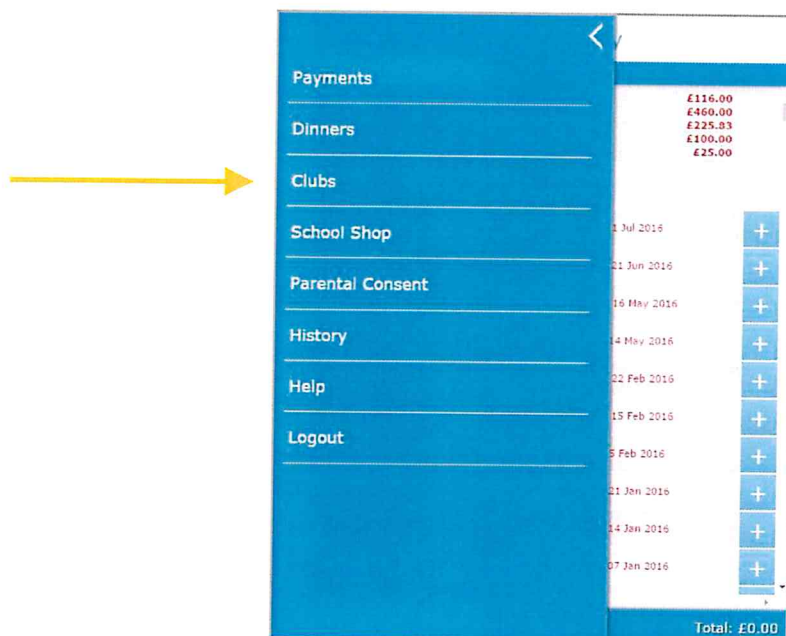 Payments
Dinners
Clubs
School Shop
Parental Consent
History
Help
Logout
£116.00
£460.00
£225.83
£100.00
£25.00
1 Jul 2016
21 Jun 2016
16 May 2016
14 May 2016
22 Feb 2016
15 Feb 2016
5 Feb 2016
21 Jan 2016
14 Jan 2016
07 Jan 2016
Total: £0.00